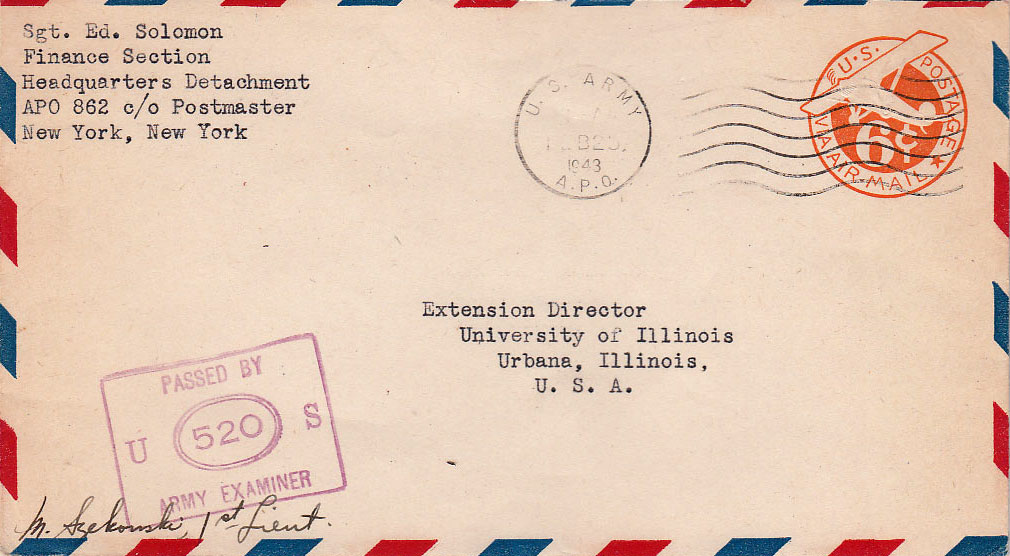 Sgt. Ed. Solomon
Finance Section
Headquarters Detachment
APO 862 c/o Postmaster
New York, New York
U. S. ARMY
1943
A.P.O.
U.S. POSTAGE
6¢
VIA AIR MAIL
Extension Director
University of Illinois
Urbana, Illinois,
U. S. A.
PASSED BY
U 520 S
ARMY EXAMINER
M. 1st Lieut.